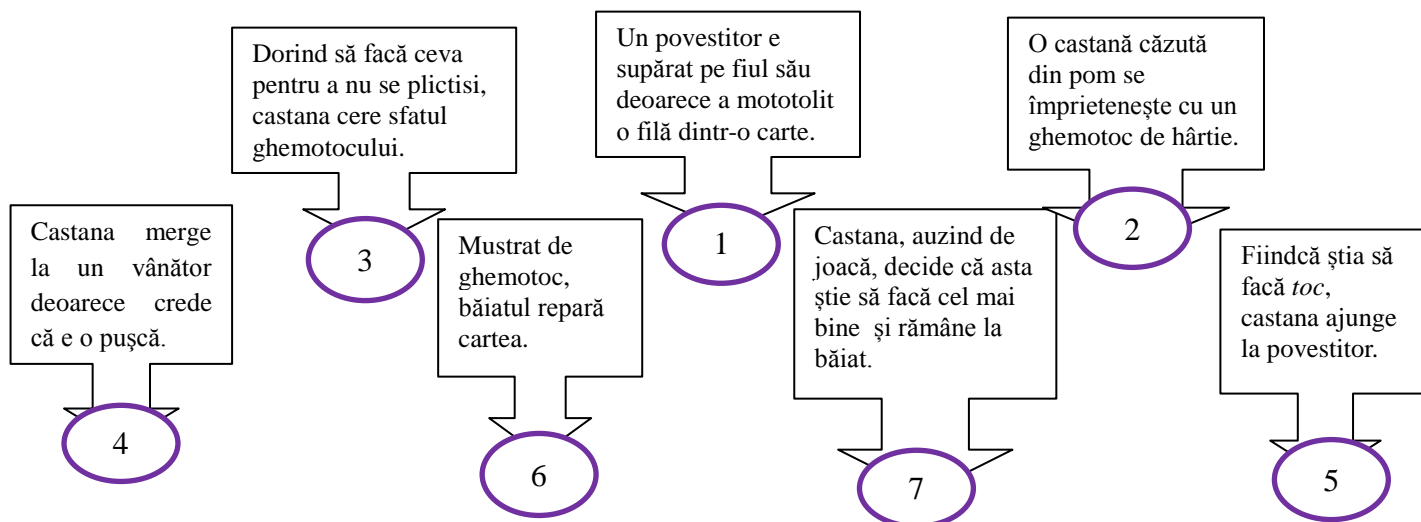 Dorind să facă ceva
pentru a nu se plictisi,
castana cere sfatul
ghemotocului.
3
Un povestitor e
supărat pe fiul său
deoarece a mototolit
o filă dintr-o carte.
1
O castană căzută
din pom se
împrietenește cu un
ghemotoc de hârtie.
2
Castana merge
la un vânător
deoarece crede
că e o pușcă.
4
Mustrat de
ghemotoc,
băiatul repară
cartea.
6
Castana, auzind de
joacă, decide că asta
știe să facă cel mai
bine și rămâne la
băiat.
7
Fiindcă știa să
facă toc,
castana ajunge
la povestitor.
5